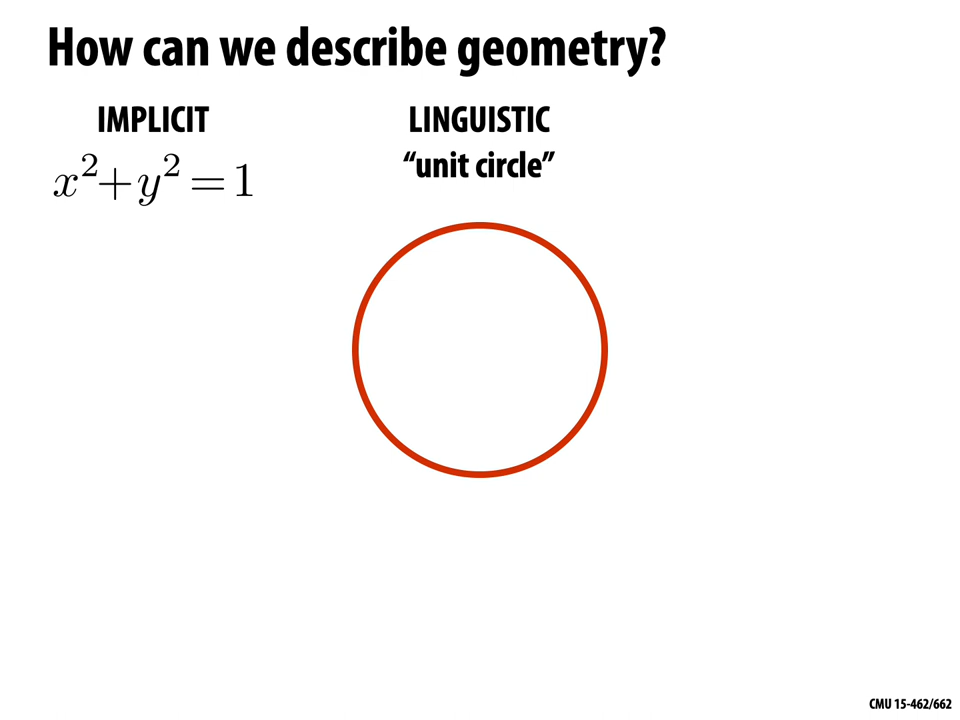 How can we describe geometry?
IMPLICIT
x²+y²=1
LINGUISTIC
“unit circle”
CMU 15-462/662